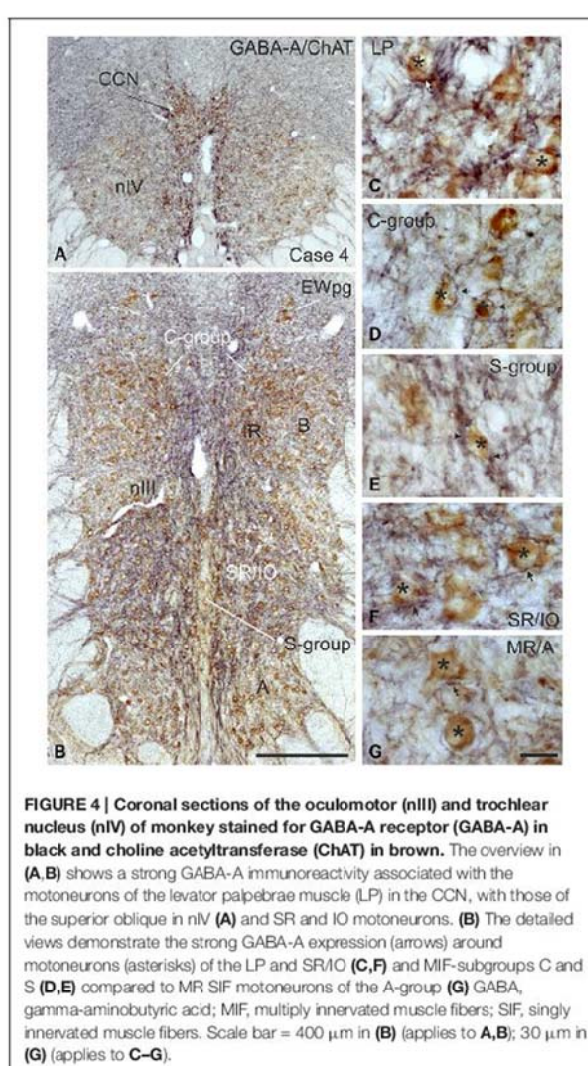 GABA-A/ChAT
CCN
nIV
A
Case 4
EWpg
C-group
IR
B
nIII
SR/IO
S-group
A
B
LP
*
*
C
C-group
*
*
D
S-group
*
E
*
*
F
SR/IO
MR/A
*
*
G
FIGURE 4 | Coronal sections of the oculomotor (nIII) and trochlear
nucleus (nIV) of monkey stained for GABA-A receptor (GABA-A) in
black and choline acetyltransferase (ChAT) in brown. The overview in
(A,B) shows a strong GABA-A immunoreactivity associated with the
motoneurons of the levator palpebrae muscle (LP) in the CCN, with those of
the superior oblique in nIV (A) and SR and IO motoneurons. (B) The detailed
views demonstrate the strong GABA-A expression (arrows) around
motoneurons (asterisks) of the LP and SR/IO (C,F) and MIF-subgroups C and
S (D,E) compared to MR SIF motoneurons of the A-group (G) GABA,
gamma-aminobutyric acid; MIF, multiply innervated muscle fibers; SIF, singly
innervated muscle fibers. Scale bar = 400 μm in (B) (applies to A,B); 30 μm in
(G) (applies to C–G).